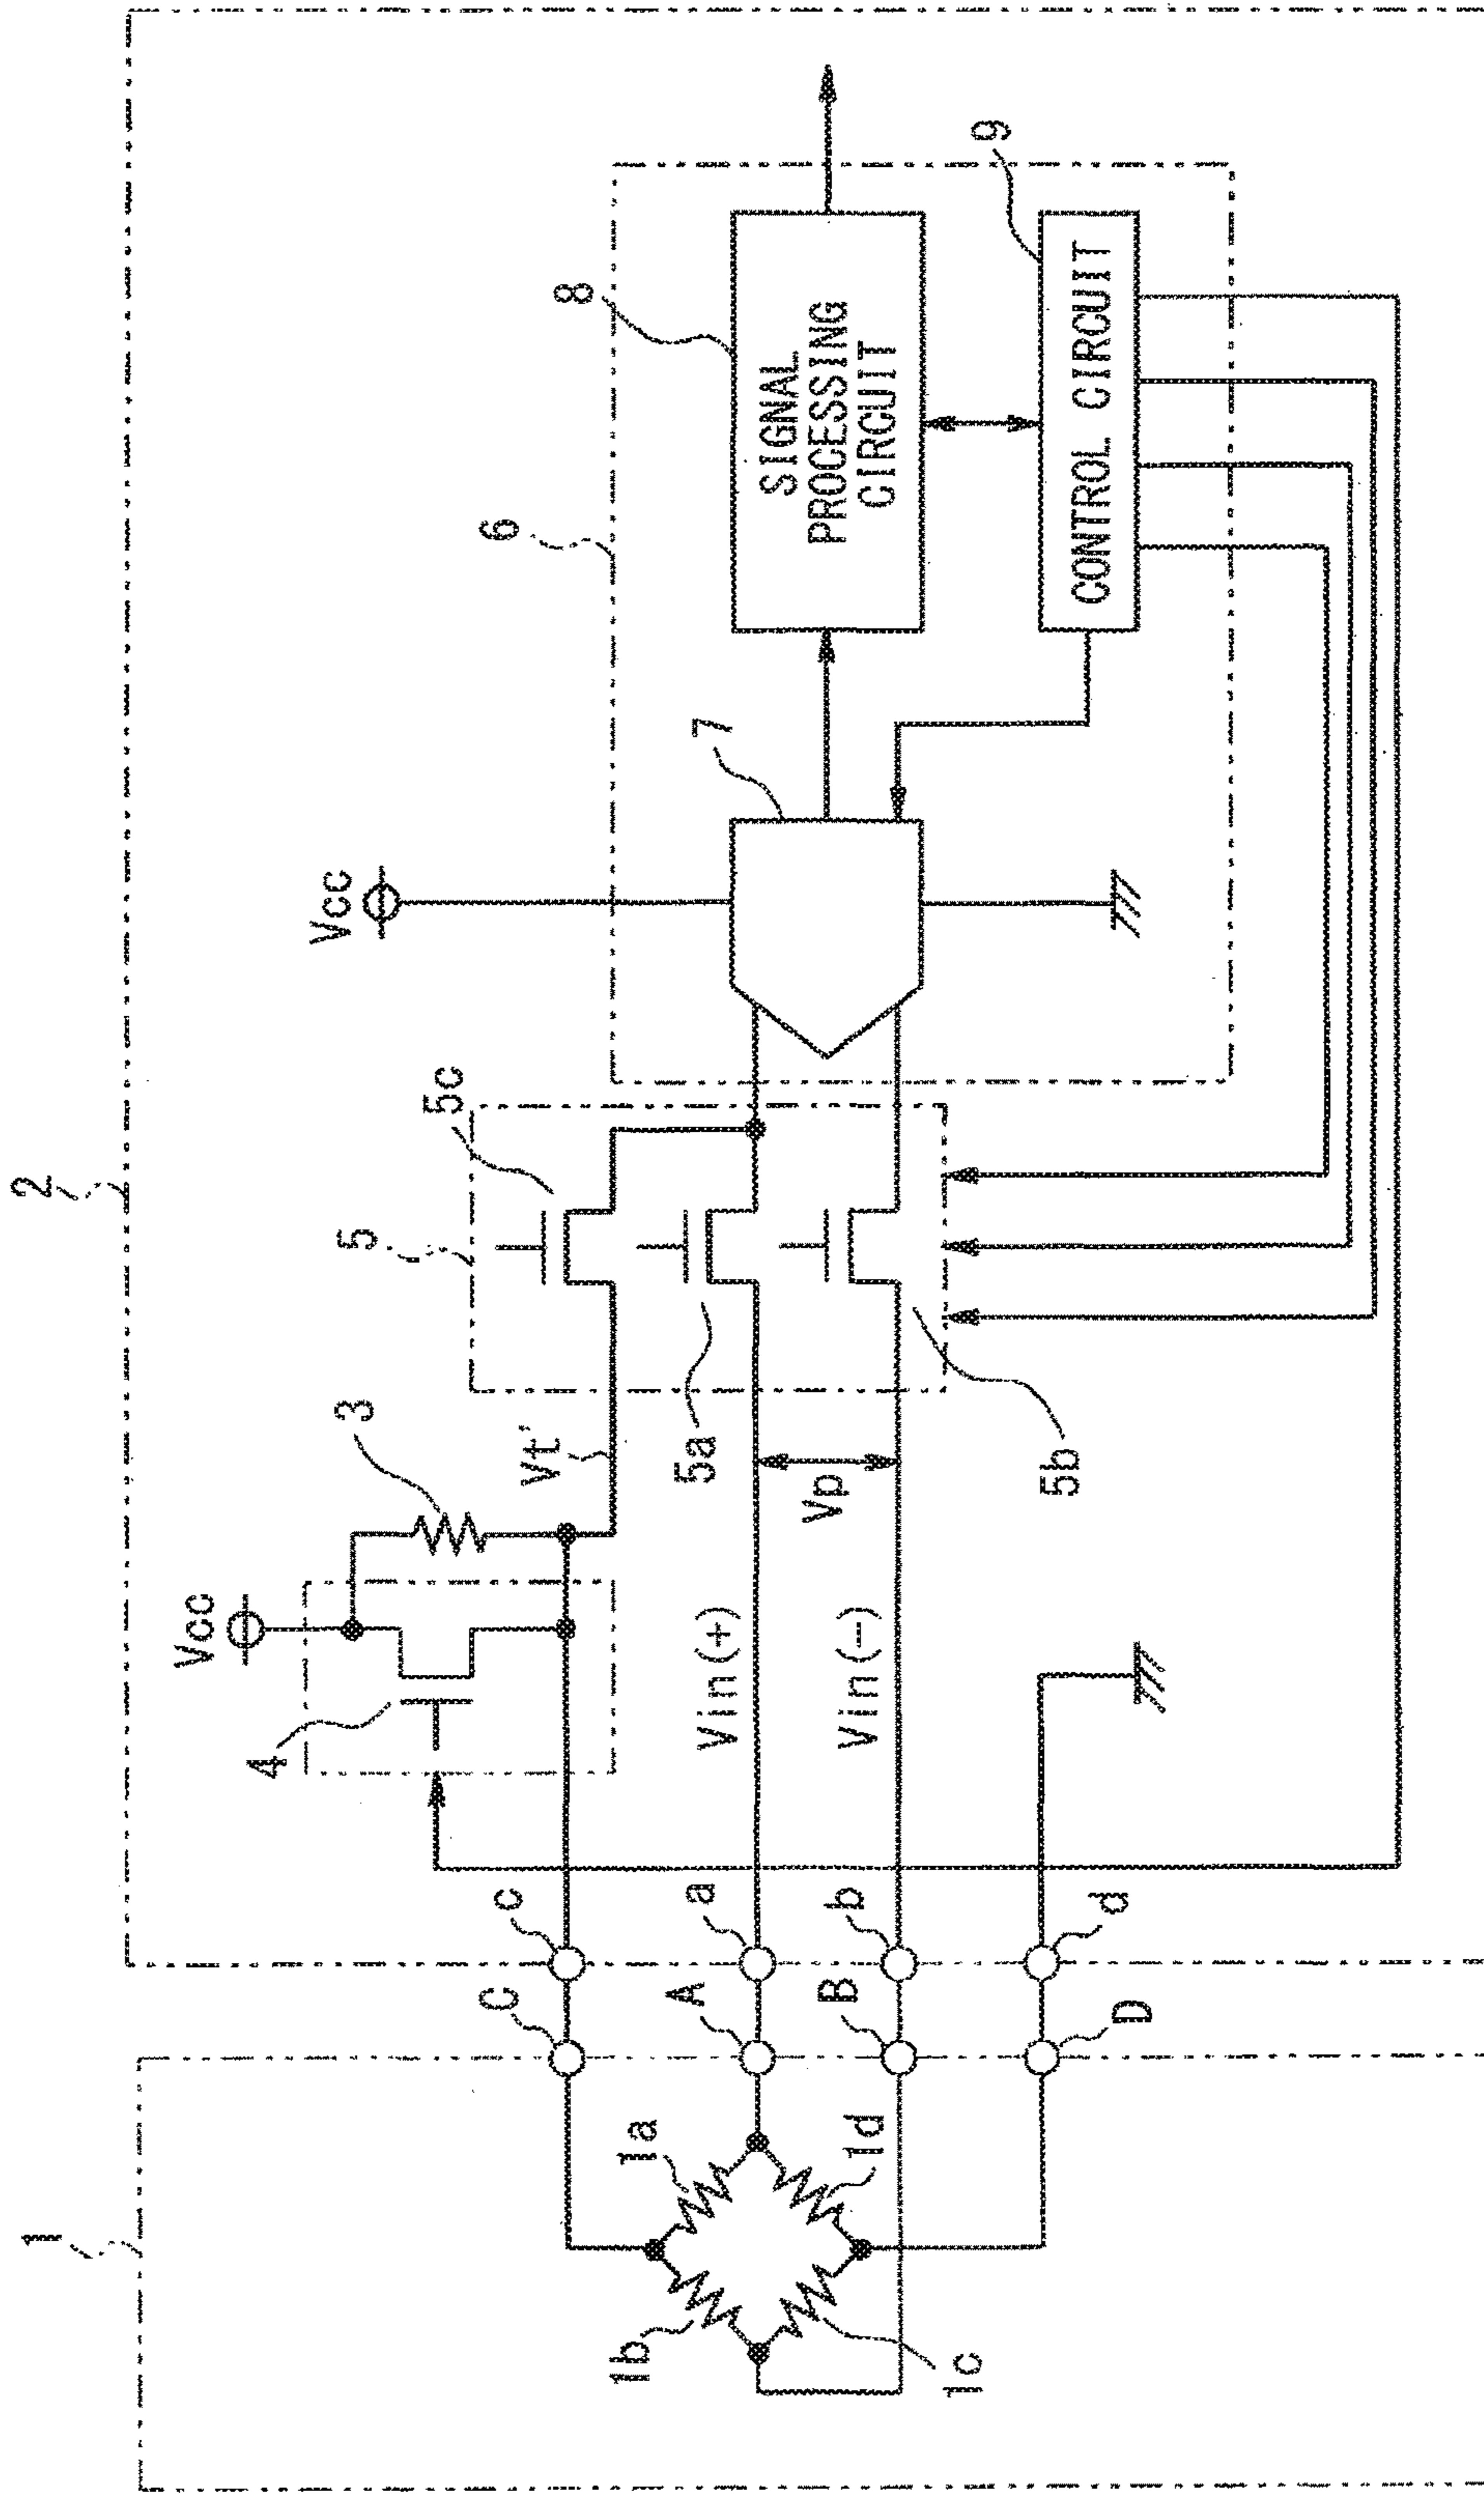 1
2
Vcc
Vcc
3
4
5
5c
6
7
8
9
Vt'
5a
5b
Vp
Vin(+)
Vin(-)
SIGNAL
PROCESSING
CIRCUIT
CONTROL CIRCUIT
C
c
A
a
B
b
D
d
1a
1b
1c
1d